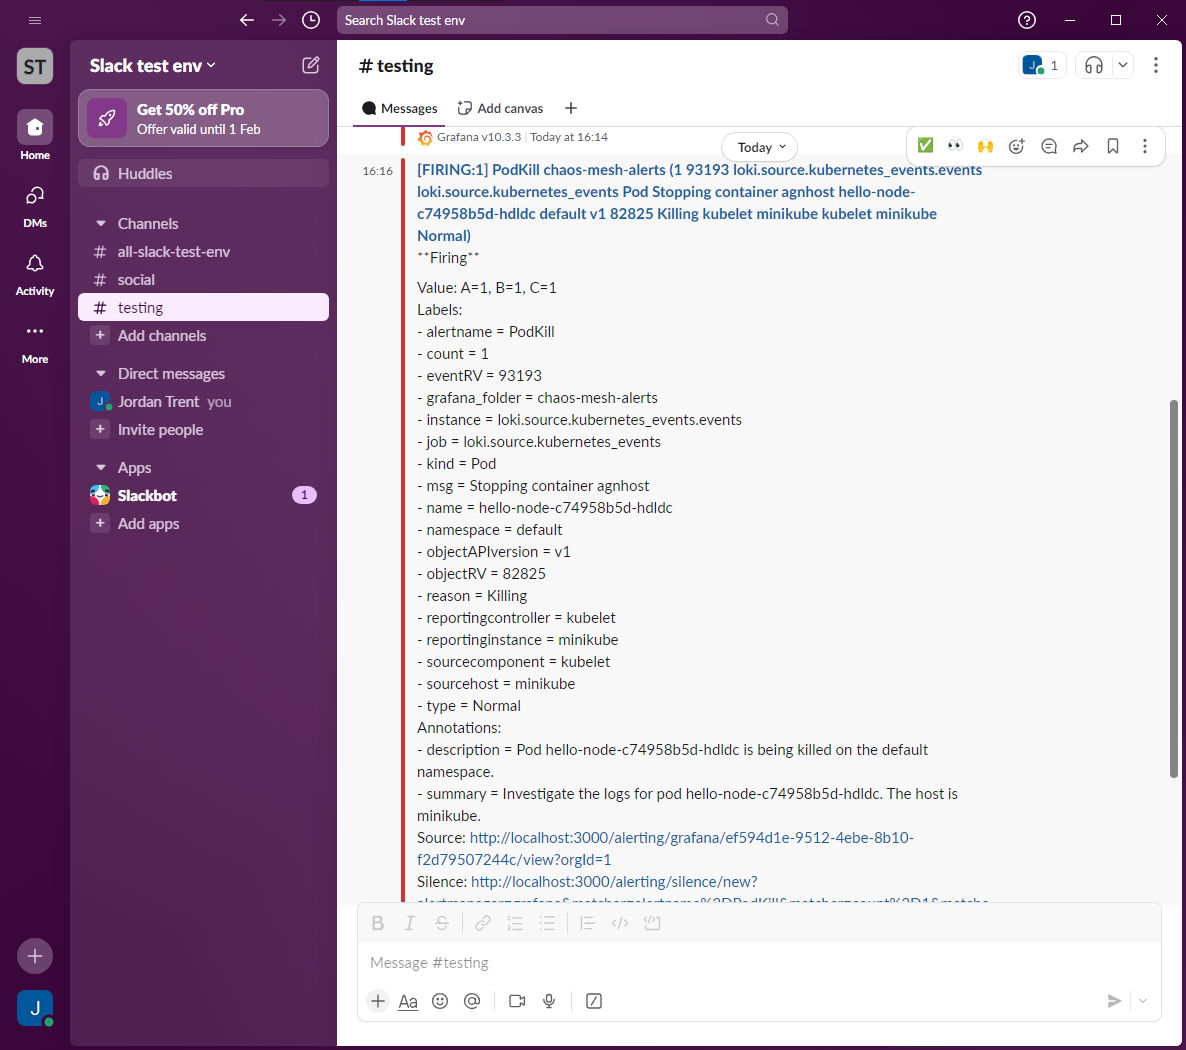 Search Slack test env
ST
Slack test env
Get 50% off Pro
Offer valid until 1 Feb
Home
DMs
Activity
More
Huddles
Channels
# all-slack-test-env
# social
# testing
+ Add channels
Direct messages
J Jordan Trent you
+ Invite people
Apps
Slackbot 1
+ Add apps
J
# testing
J 1
Messages
Add canvas
Grafana v10.3.3 | Today at 16:14
Today
16:16
[FIRING:1] PodKill chaos-mesh-alerts (1 93193 loki.source.kubernetes_events.events
loki.source.kubernetes_events Pod Stopping container agnhost hello-node-
c74958b5d-hdldc default v1 82825 Killing kubelet minikube kubelet minikube
Normal)
**Firing**
Value: A=1, B=1, C=1
Labels:
- alertname = PodKill
- count = 1
- eventRV = 93193
- grafana_folder = chaos-mesh-alerts
- instance = loki.source.kubernetes_events.events
- job = loki.source.kubernetes_events
- kind = Pod
- msg = Stopping container agnhost
- name = hello-node-c74958b5d-hdldc
- namespace = default
- objectAPIversion = v1
- objectRV = 82825
- reason = Killing
- reportingcontroller = kubelet
- reportinginstance = minikube
- sourcecomponent = kubelet
- sourcehost = minikube
- type = Normal
Annotations:
- description = Pod hello-node-c74958b5d-hdldc is being killed on the default
namespace.
- summary = Investigate the logs for pod hello-node-c74958b5d-hdldc. The host is
minikube.
Source: http://localhost:3000/alerting/grafana/ef594d1e-9512-4ebe-8b10-
f2d79507244c/view?orgId=1
Silence: http://localhost:3000/alerting/silence/new?
Message #testing
Aa